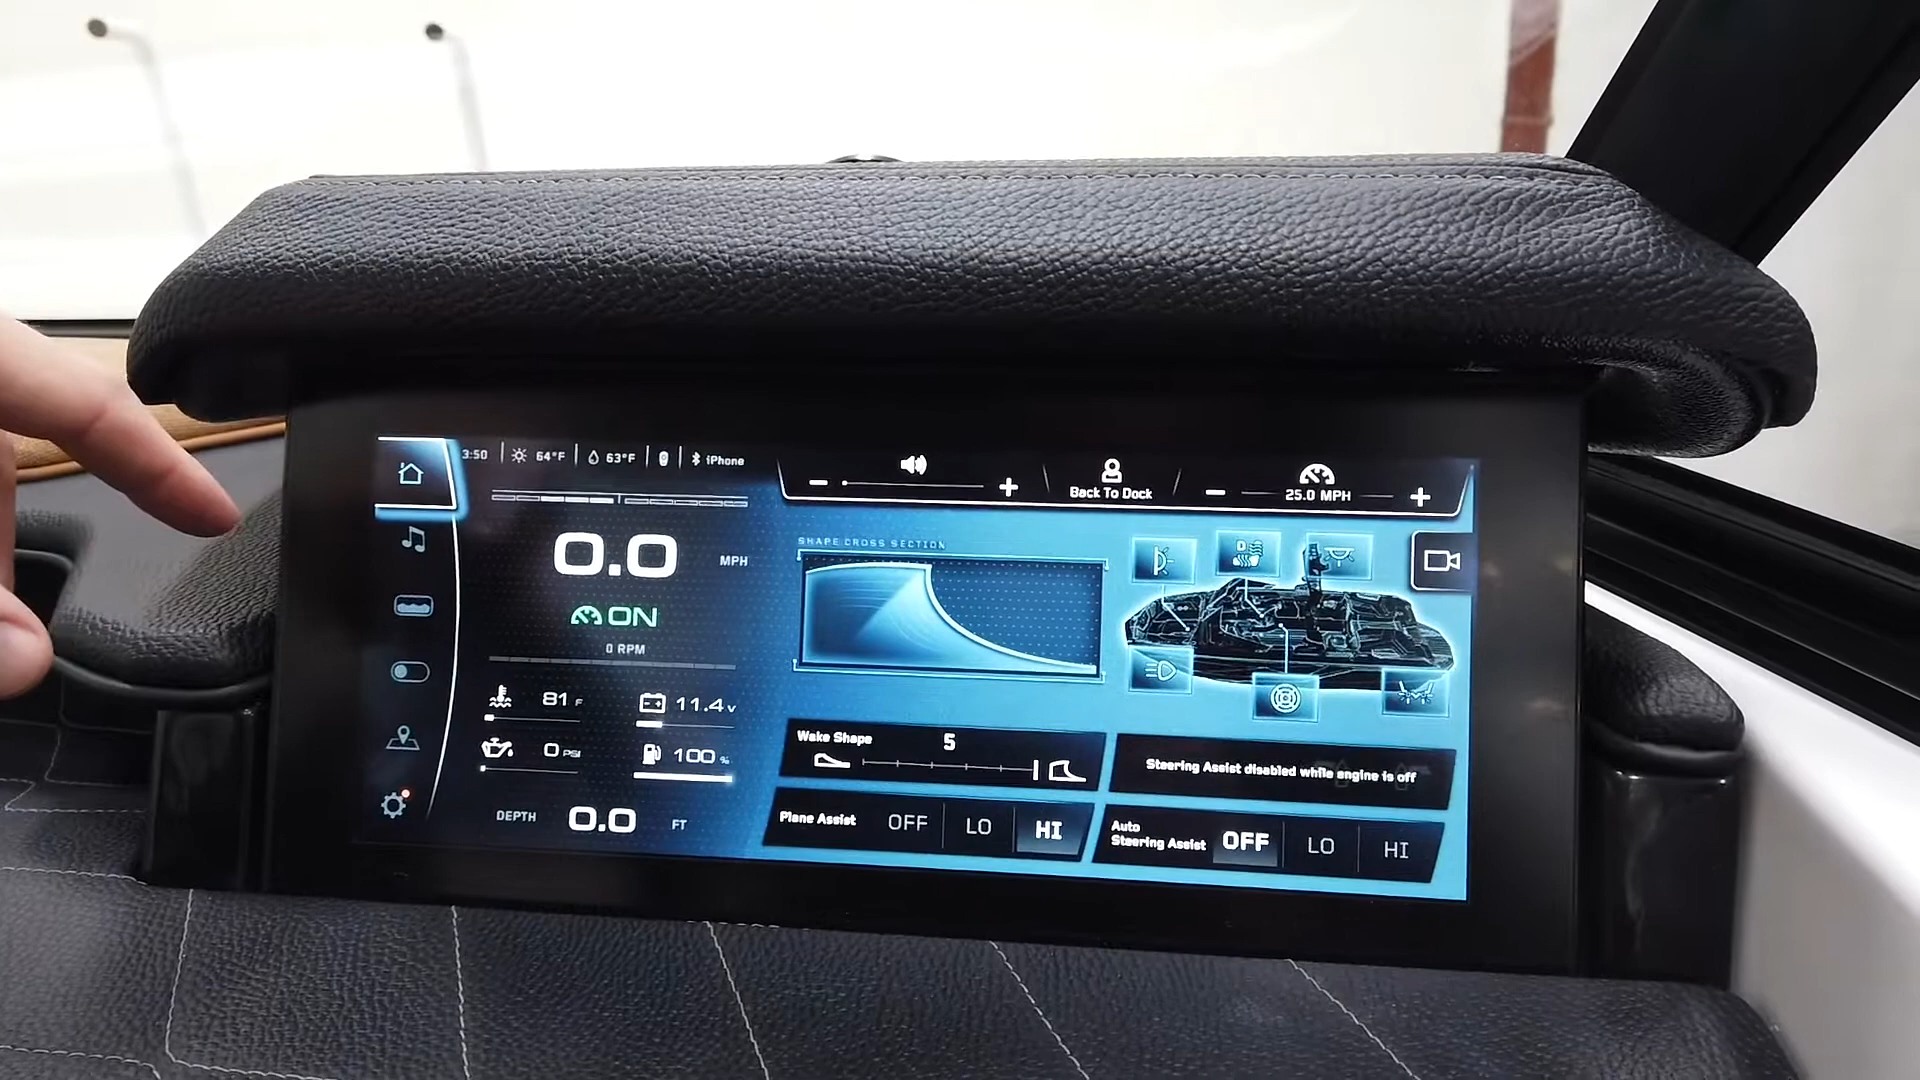 3:50 64°F 63°F iPhone
0.0 MPH
ON
0 RPM
81 F 11.4 V
0 PSI 100 %
DEPTH 0.0 FT
Back To Dock
25.0 MPH
SHAPE CROSS SECTION
D
Wake Shape 5
Steering Assist disabled while engine is off
Plane Assist OFF LO HI
Auto
Steering Assist OFF LO HI